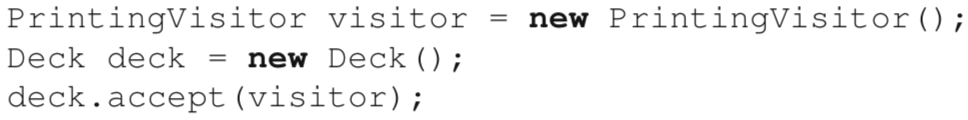 PrintingVisitor visitor = new PrintingVisitor();
Deck deck = new Deck();
deck.accept(visitor);